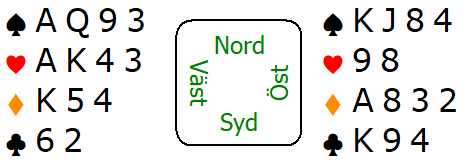 ♠ A Q 9 3
♥ A K 4 3
♦ K 5 4
♣ 6 2
Nord
Väst
Öst
Syd
♠ K J 8 4
♥ 9 8
♦ A 8 3 2
♣ K 9 4